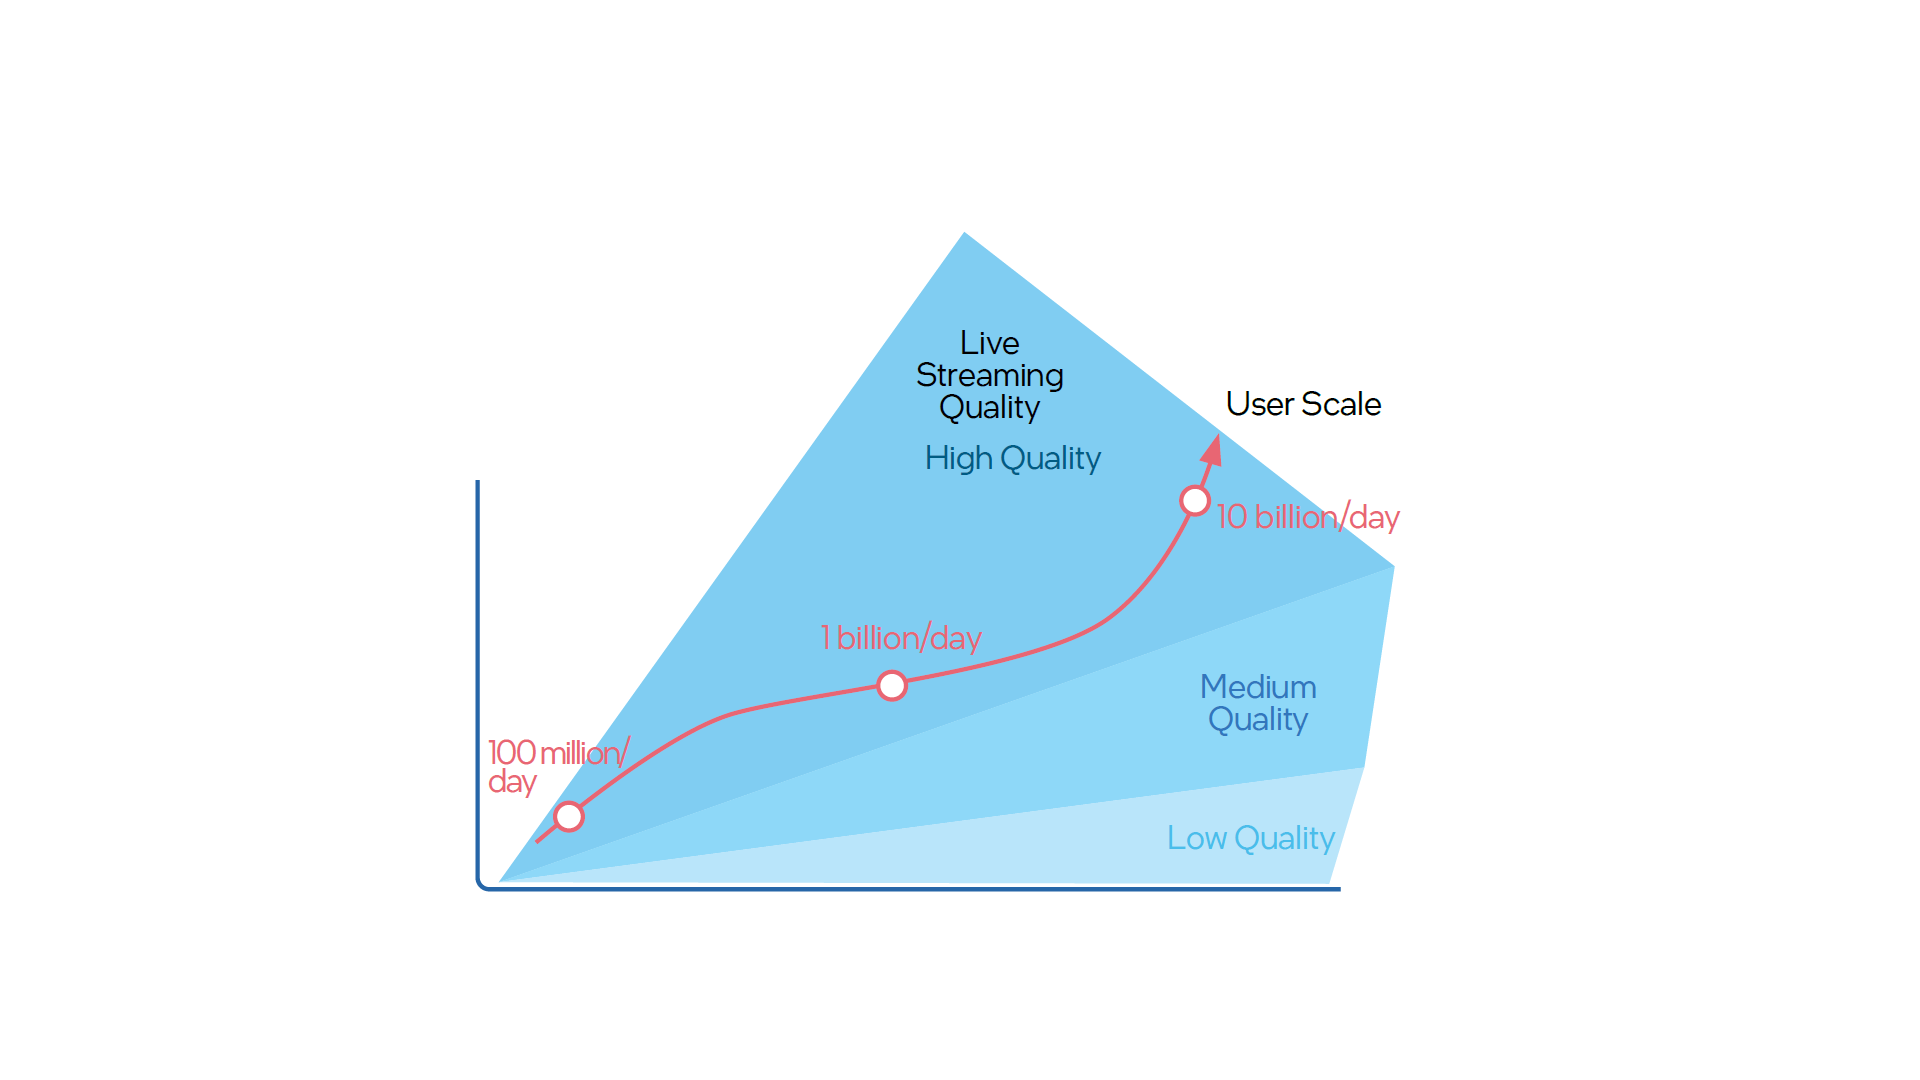 Live
Streaming
Quality
High Quality
User Scale
10 billion/day
1 billion/day
Medium
Quality
100 million/
day
Low Quality